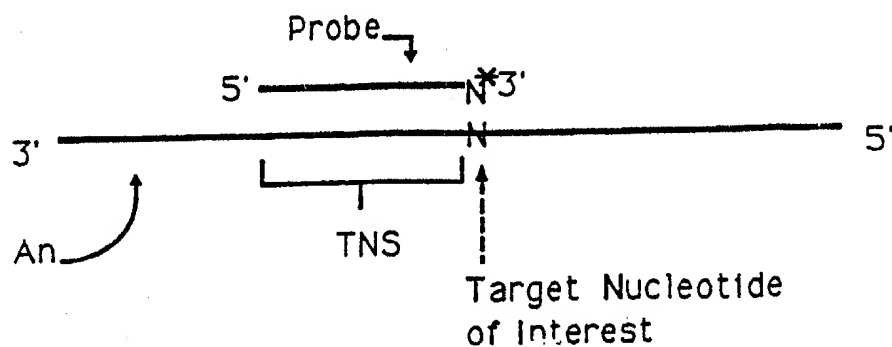 Probe
5' N*3'
3' N 5'
An
TNS
Target Nucleotide
of Interest